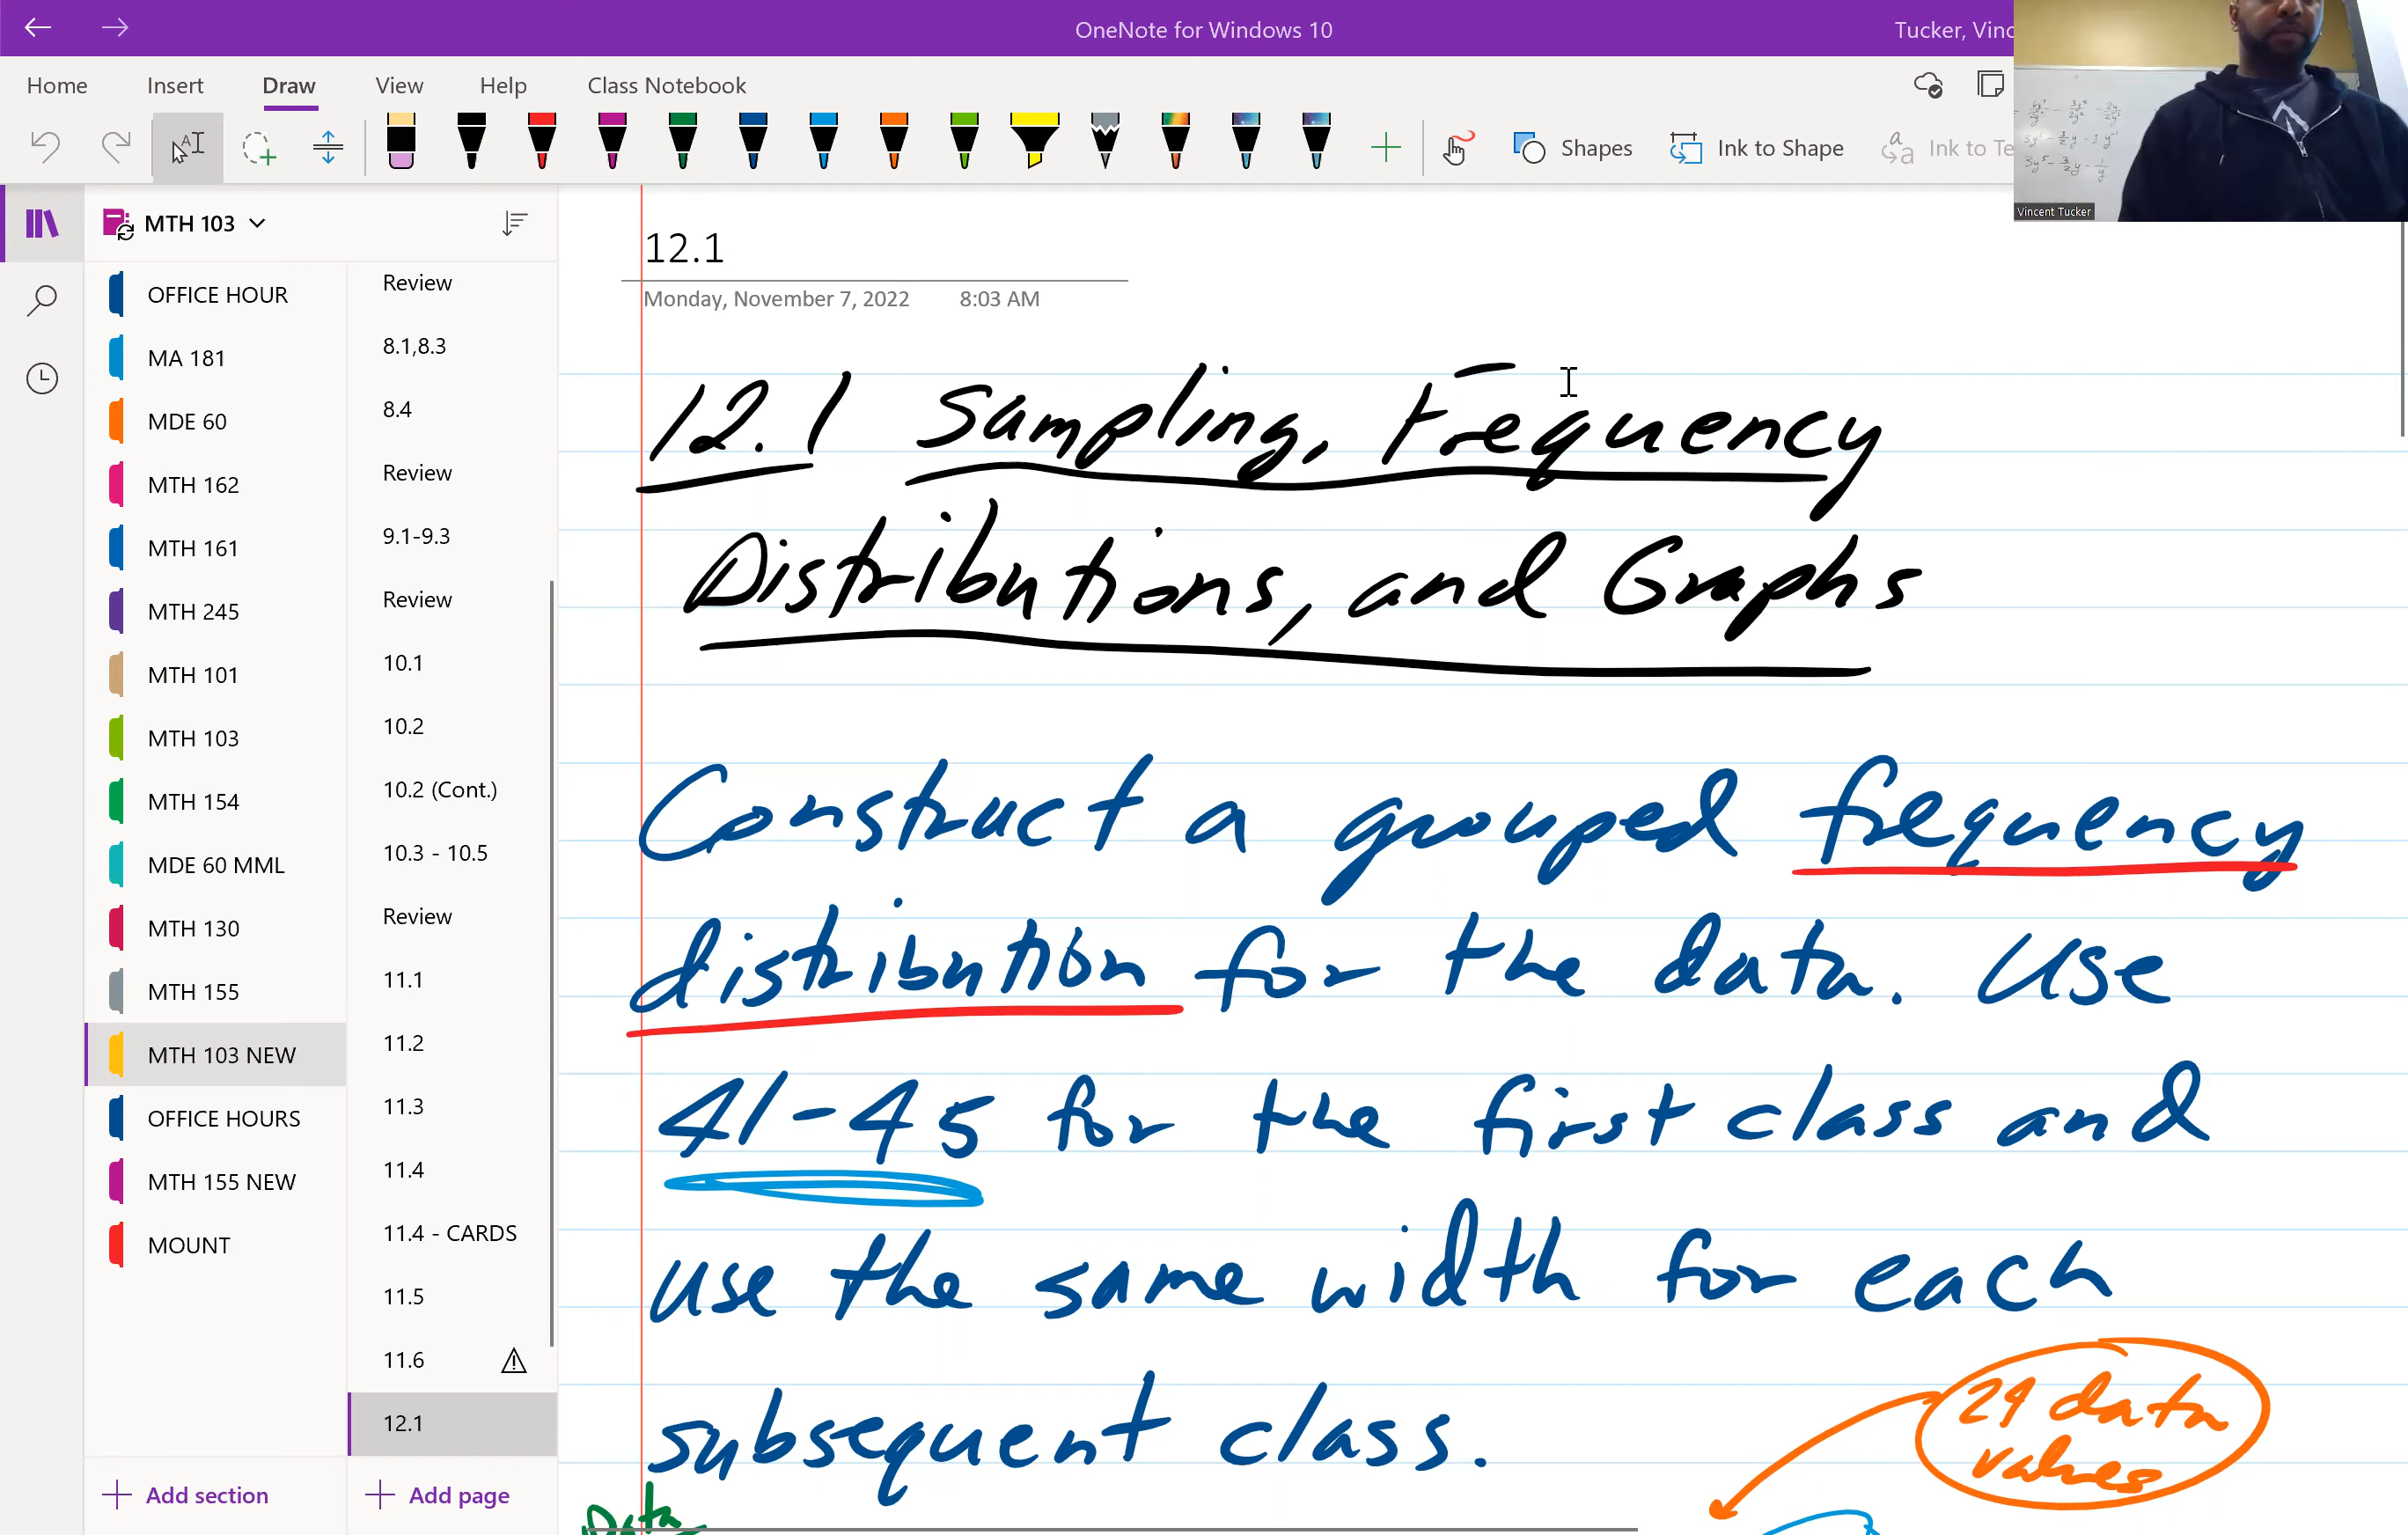 OneNote for Windows 10
Tucker, Vinc
Home Insert Draw View Help Class Notebook
Shapes Ink to Shape Ink to Te
Vincent Tucker
MTH 103
OFFICE HOUR
MA 181
MDE 60
MTH 162
MTH 161
MTH 245
MTH 101
MTH 103
MTH 154
MDE 60 MML
MTH 130
MTH 155
MTH 103 NEW
OFFICE HOURS
MTH 155 NEW
MOUNT
Add section
Review
8.1,8.3
8.4
Review
9.1-9.3
Review
10.1
10.2
10.2 (Cont.)
10.3 - 10.5
Review
11.1
11.2
11.3
11.4
11.4 - CARDS
11.5
11.6
12.1
Add page
12.1
Monday, November 7, 2022 8:03 AM
12.1 Sampling, Frequency
Distributions, and Graphs
Construct a grouped frequency
distribution for the data. Use
41-45 for the first class and
use the same width for each
subsequent class.
29 data
values
Data